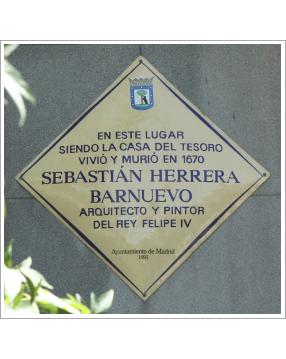 EN ESTE LUGAR
SIENDO LA CASA DEL TESORO
VIVIÓ Y MURIÓ EN 1670
SEBASTIÁN HERRERA
BARNUEVO
ARQUITECTO Y PINTOR
DEL REY FELIPE IV
Ayuntamiento de Madrid
1991